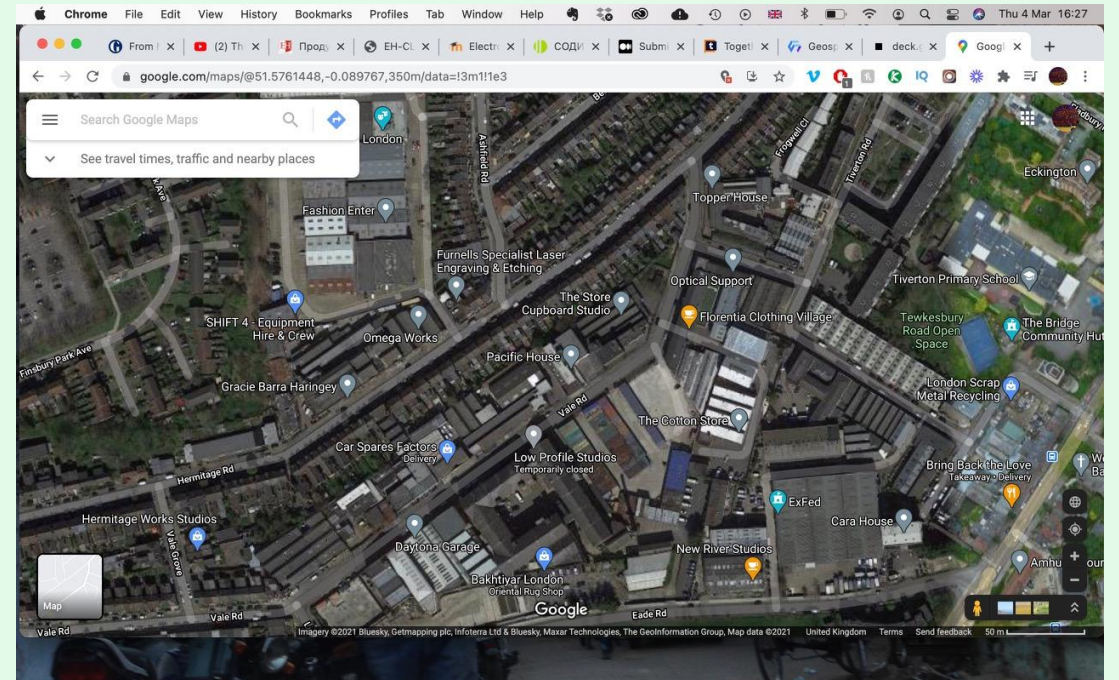 Chrome File Edit View History Bookmarks Profiles Tab Window Help Thu 4 Mar 16:27
From (2) Th Прод EH-CL Electr СОДИ Submi Toget Geosp deck. Googl
google.com/maps/@51.5761448,-0.089767,350m/data=!3m1!1e3
Search Google Maps
See travel times, traffic and nearby places
London
Ashfield Rd
Frogwell Cl
Tiverton Rd
Eckington
Topper House
Fashion Enter
Furnells Specialist Laser
Engraving & Etching
Optical Support
Tiverton Primary School
The Store
Cupboard Studio
Florentia Clothing Village
Tewkesbury
Road Open
Space
The Bridge
Community Hut
SHIFT 4 - Equipment
Hire & Crew
Omega Works
Finsbury Park Ave
Pacific House
Gracie Barra Haringey
London Scrap
Metal Recycling
Vale Rd
The Cotton Store
Car Spares Factors
Delivery
Low Profile Studios
Temporarily closed
Hermitage Rd
Bring Back the Love
Takeaway • Delivery
ExFed
Hermitage Works Studios
Cara House
Vale Grove
Daytona Garage
New River Studios
Bakhtiyar London
Oriental Rug Shop
Map
Google
Eade Rd
Vale Rd
Vale Rd
Imagery ©2021 Bluesky, Getmapping plc, Infoterra Ltd & Bluesky, Maxar Technologies, The GeoInformation Group, Map data ©2021 United Kingdom Terms Send feedback 50 m